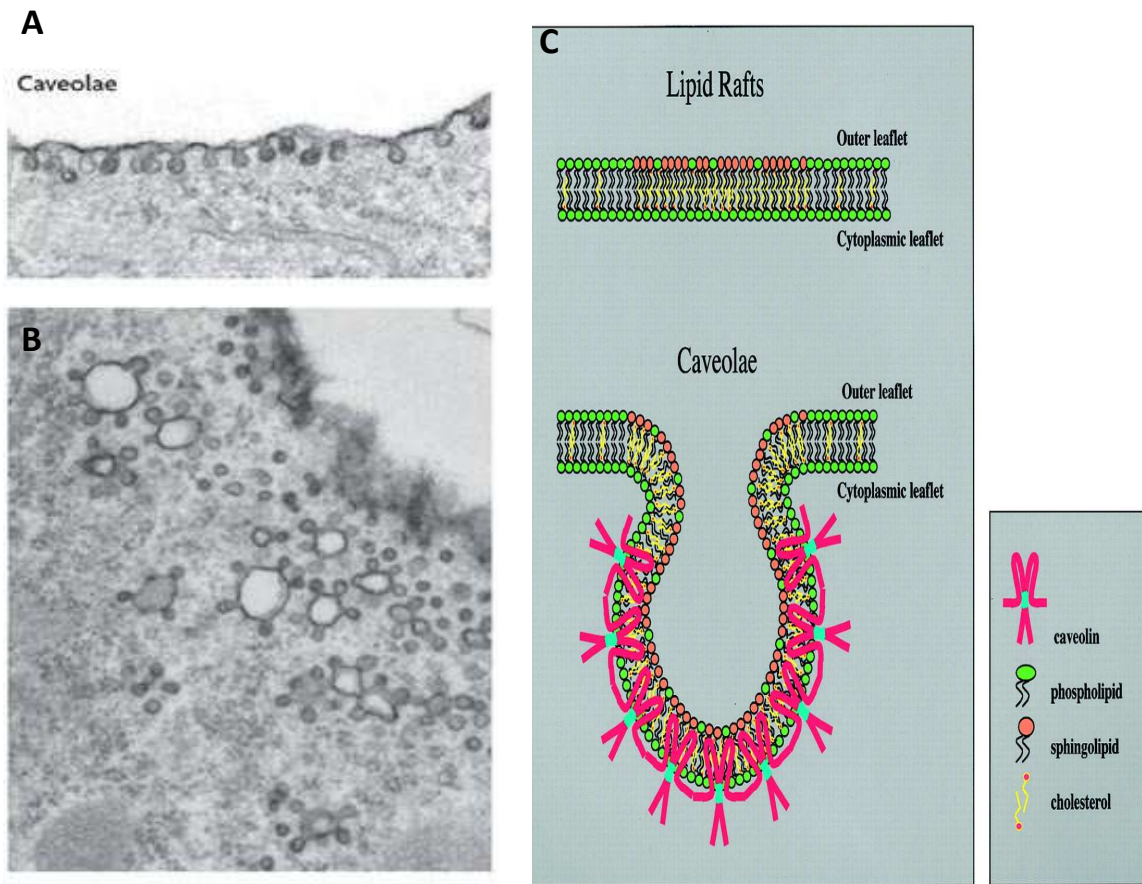 A
Caveolae
B
C
Lipid Rafts
Outer leaflet
Cytoplasmic leaflet
Caveolae
Outer leaflet
Cytoplasmic leaflet
caveolin
phospholipid
sphingolipid
cholesterol